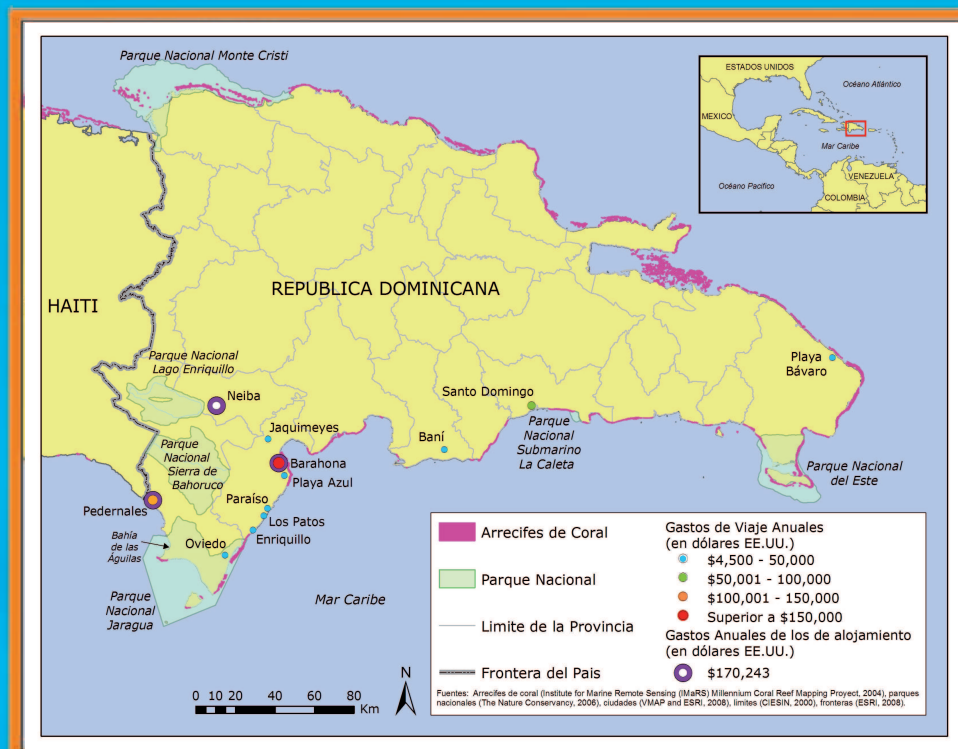 Parque Nacional Monte Cristi
ESTADOS UNIDOS
Océano Atlántico
MEXICO
Mar Caribe
Océano Pacífico
VENEZUELA
COLOMBIA
REPUBLICA DOMINICANA
HAITI
Parque Nacional
Lago Enriquillo
Neiba
Playa
Bávaro
Santo Domingo
Jaquimeyes
Baní
Parque
Nacional
Submarino
La Caleta
Parque
Nacional
Sierra de
Bahoruco
Barahona
Playa Azul
Parque Nacional
del Este
Paraíso
Pedernales
Los Patos
Enriquillo
Bahía
de las
Águilas
Oviedo
Parque
Nacional
Jaragua
Mar Caribe
Arrecifes de Coral
Parque Nacional
Limite de la Provincia
Frontera del Pais
Gastos de Viaje Anuales
(en dólares EE.UU.)
$4,500 - 50,000
$50,001 - 100,000
$100,001 - 150,000
Superior a $150,000
Gastos Anuales de los de alojamiento
(en dólares EE.UU.)
$170,243
N
0 10 20 40 60 80
Km
Fuentes: Arrecifes de coral (Institute for Marine Remote Sensing (IMaRS) Millennium Coral Reef Mapping Proyect, 2004), parques
nacionales (The Nature Conservancy, 2006), ciudades (VMAP and ESRI, 2008), limites (CIESIN, 2000), fronteras (ESRI, 2008).